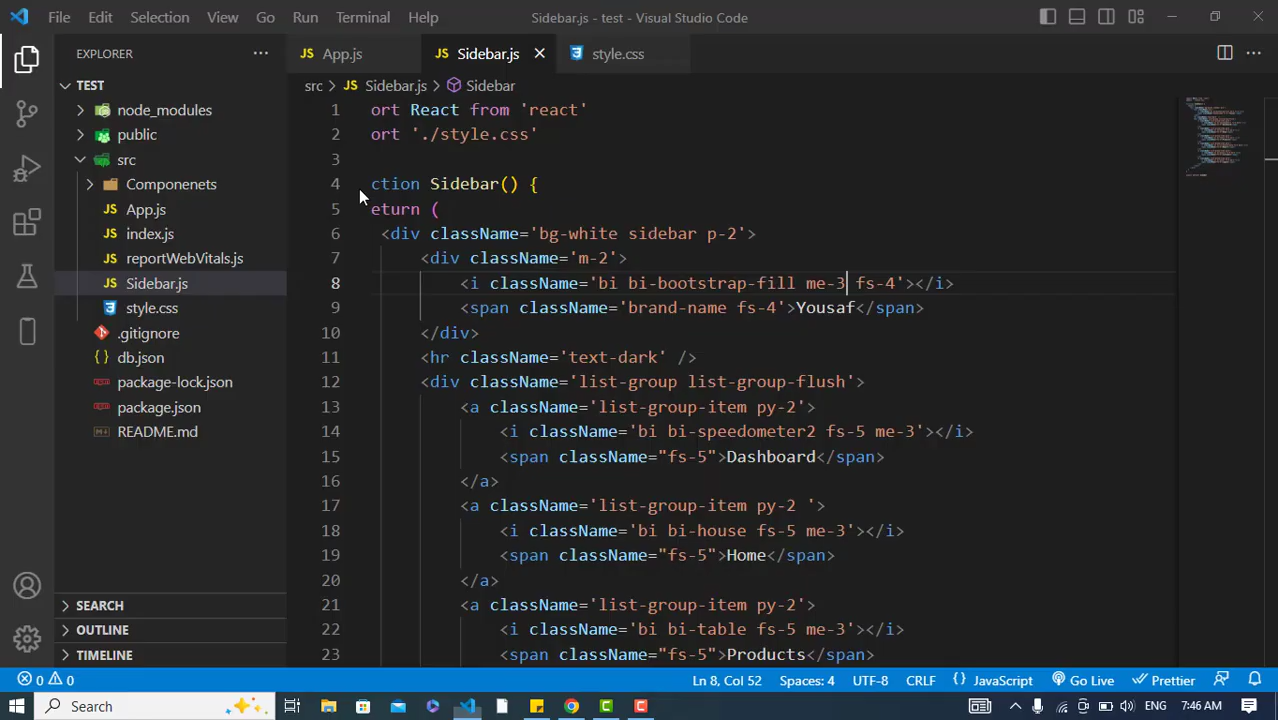 File Edit Selection View Go Run Terminal Help Sidebar.js - test - Visual Studio Code
EXPLORER
App.js
Sidebar.js
style.css
TEST
node_modules
public
src
Componenets
App.js
index.js
reportWebVitals.js
Sidebar.js
style.css
.gitignore
db.json
package-lock.json
package.json
README.md
SEARCH
OUTLINE
TIMELINE
src > Sidebar.js > Sidebar
1 ort React from 'react'
2 ort './style.css'
3
4 ction Sidebar() {
5 eturn (
6 <div className='bg-white sidebar p-2'>
7 <div className='m-2'>
8 <i className='bi bi-bootstrap-fill me-3 fs-4'></i>
9 <span className='brand-name fs-4'>Yousaf</span>
10 </div>
11 <hr className='text-dark' />
12 <div className='list-group list-group-flush'>
13 <a className='list-group-item py-2'>
14 <i className='bi bi-speedometer2 fs-5 me-3'></i>
15 <span className="fs-5">Dashboard</span>
16 </a>
17 <a className='list-group-item py-2 '>
18 <i className='bi bi-house fs-5 me-3'></i>
19 <span className="fs-5">Home</span>
20 </a>
21 <a className='list-group-item py-2'>
22 <i className='bi bi-table fs-5 me-3'></i>
23 <span className="fs-5">Products</span>
0 0 Ln 8, Col 52 Spaces: 4 UTF-8 CRLF {} JavaScript Go Live Prettier
Search ENG 7:46 AM